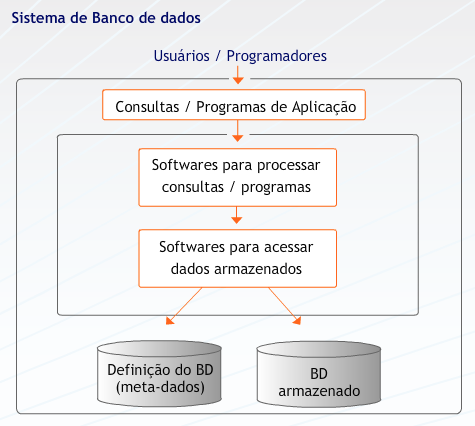 Sistema de Banco de dados
Usuários / Programadores
Consultas / Programas de Aplicação
Softwares para processar
consultas / programas
Softwares para acessar
dados armazenados
Definição do BD
(meta-dados)
BD
armazenado